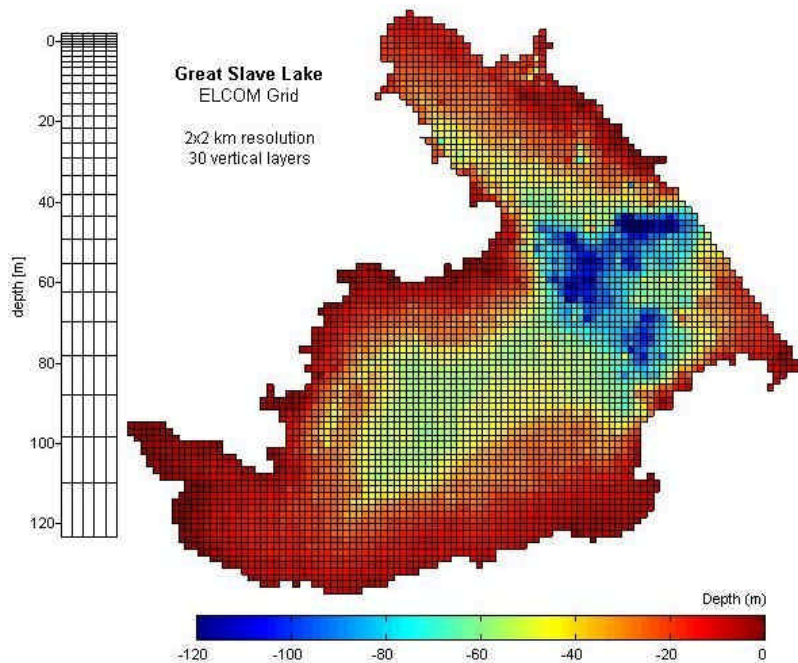 Great Slave Lake
ELCOM Grid
2x2 km resolution
30 vertical layers
depth [m]
0
20
40
60
80
100
120
Depth (m)
-120
-100
-80
-60
-40
-20
0